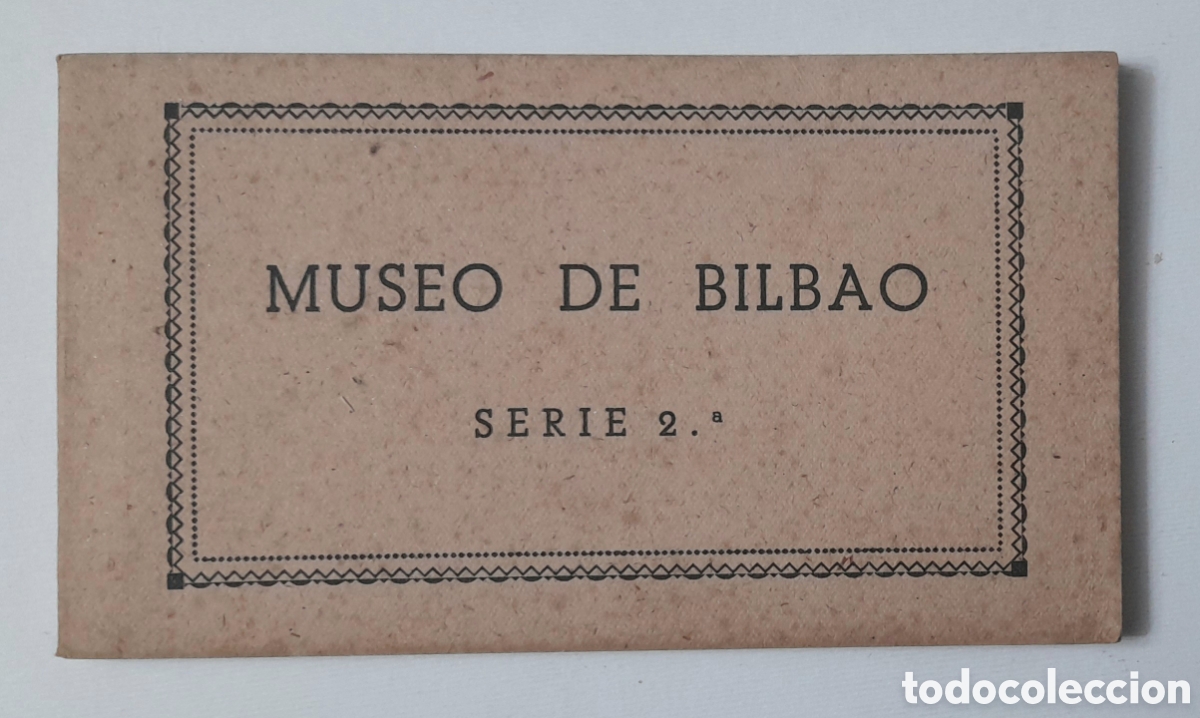 MUSEO DE BILBAO
SERIE 2.ª
todocoleccion